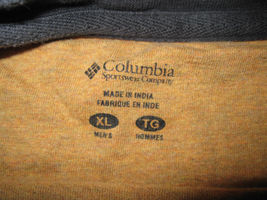 Columbia
Sportswear Company
MADE IN INDIA
FABRIQUE EN INDE
XL TG
MEN'S HOMMES